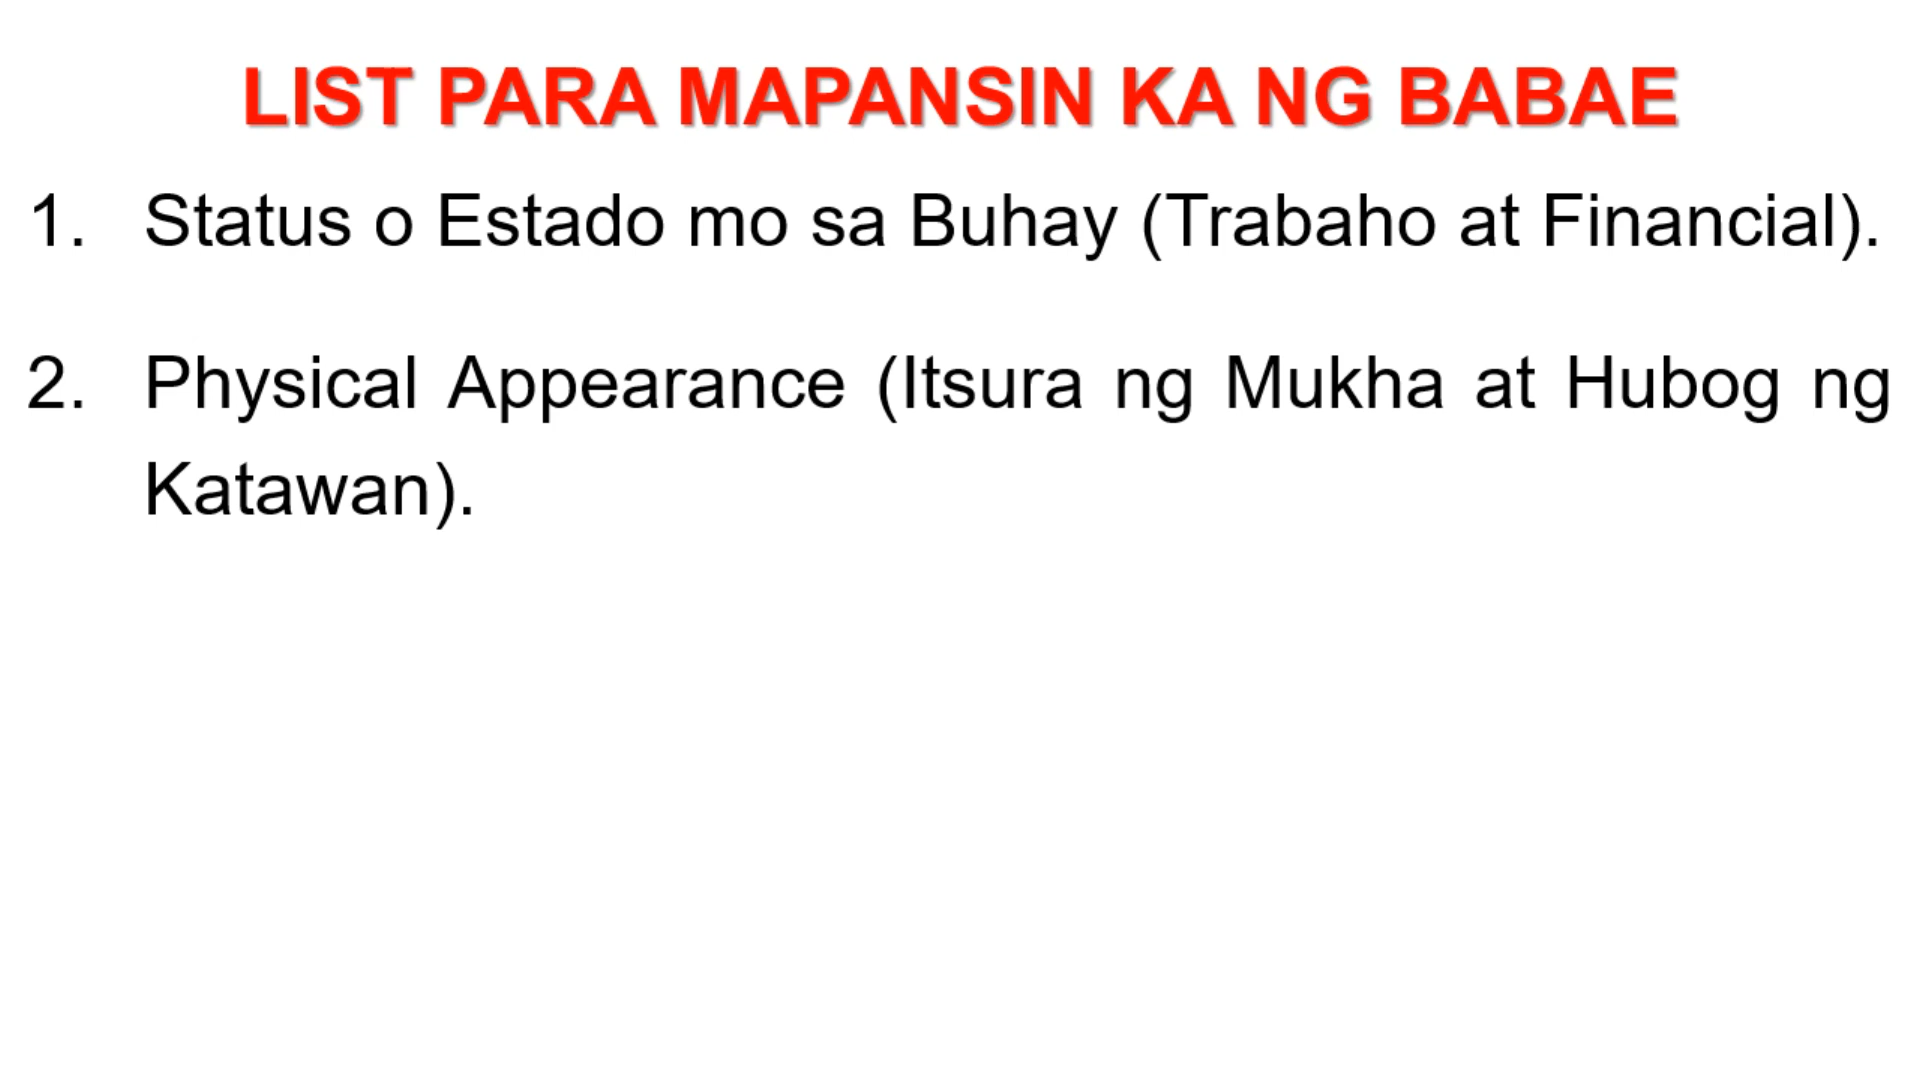 LIST PARA MAPANSIN KA NG BABAE
1. Status o Estado mo sa Buhay (Trabaho at Financial).
2. Physical Appearance (Itsura ng Mukha at Hubog ng
Katawan).